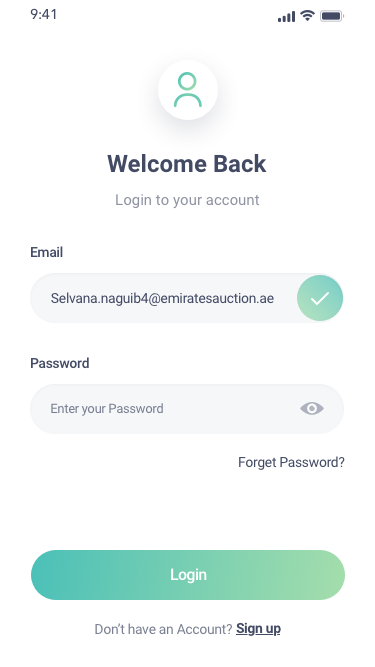 9:41
Welcome Back
Login to your account
Email
Selvana.naguib4@emiratesauction.ae
Password
Enter your Password
Forget Password?
Login
Don't have an Account? Sign up